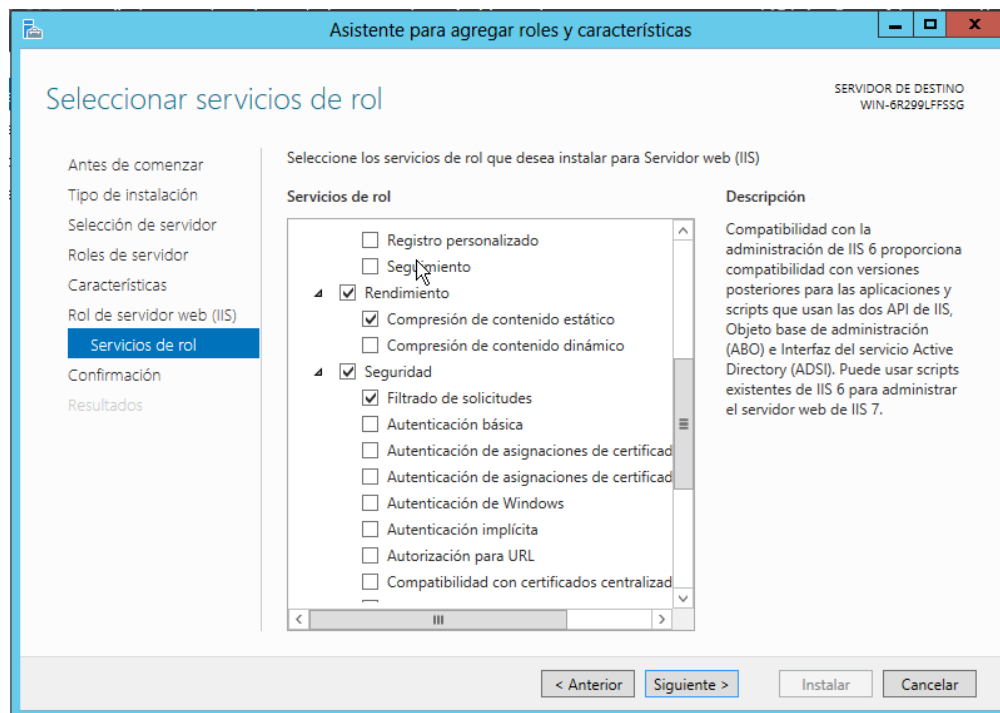 Asistente para agregar roles y características
Seleccionar servicios de rol
SERVIDOR DE DESTINO
WIN-6R299LFFSSG
Antes de comenzar
Tipo de instalación
Selección de servidor
Roles de servidor
Características
Rol de servidor web (IIS)
Servicios de rol
Confirmación
Resultados
Seleccione los servicios de rol que desea instalar para Servidor web (IIS)
Servicios de rol
Registro personalizado
Seguimiento
Rendimiento
Compresión de contenido estático
Compresión de contenido dinámico
Seguridad
Filtrado de solicitudes
Autenticación básica
Autenticación de asignaciones de certificad
Autenticación de asignaciones de certificad
Autenticación de Windows
Autenticación implícita
Autorización para URL
Compatibilidad con certificados centralizad
Descripción
Compatibilidad con la
administración de IIS 6 proporciona
compatibilidad con versiones
posteriores para las aplicaciones y
scripts que usan las dos API de IIS,
Objeto base de administración
(ABO) e Interfaz del servicio Active
Directory (ADSI). Puede usar scripts
existentes de IIS 6 para administrar
el servidor web de IIS 7.
< Anterior
Siguiente >
Instalar
Cancelar